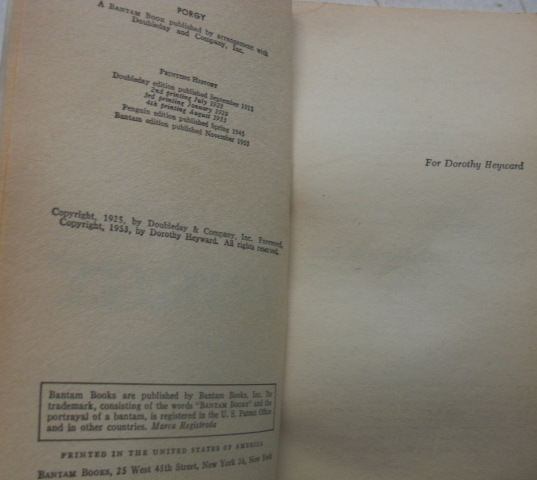 PORGY
A BANTAM BOOK published by arrangement with
Doubleday and Company, Inc.
PRINTING HISTORY
Doubleday edition published September 1925
2nd printing July 1928
3rd printing January 1930
4th printing August 1953
Penguin edition published Spring 1945
Bantam edition published November 1953
Copyright, 1925, by Doubleday & Company, Inc. Foreword,
Copyright, 1953, by Dorothy Heyward. All rights reserved.
Bantam Books are published by Bantam Books, Inc. Its
trademark, consisting of the words "BANTAM BOOKS" and the
portrayal of a bantam, is registered in the U. S. Patent Office
and in other countries. Marca Registrada
PRINTED IN THE UNITED STATES OF AMERICA
BANTAM BOOKS, 25 West 45th Street, New York 36, New York
For Dorothy Heyward